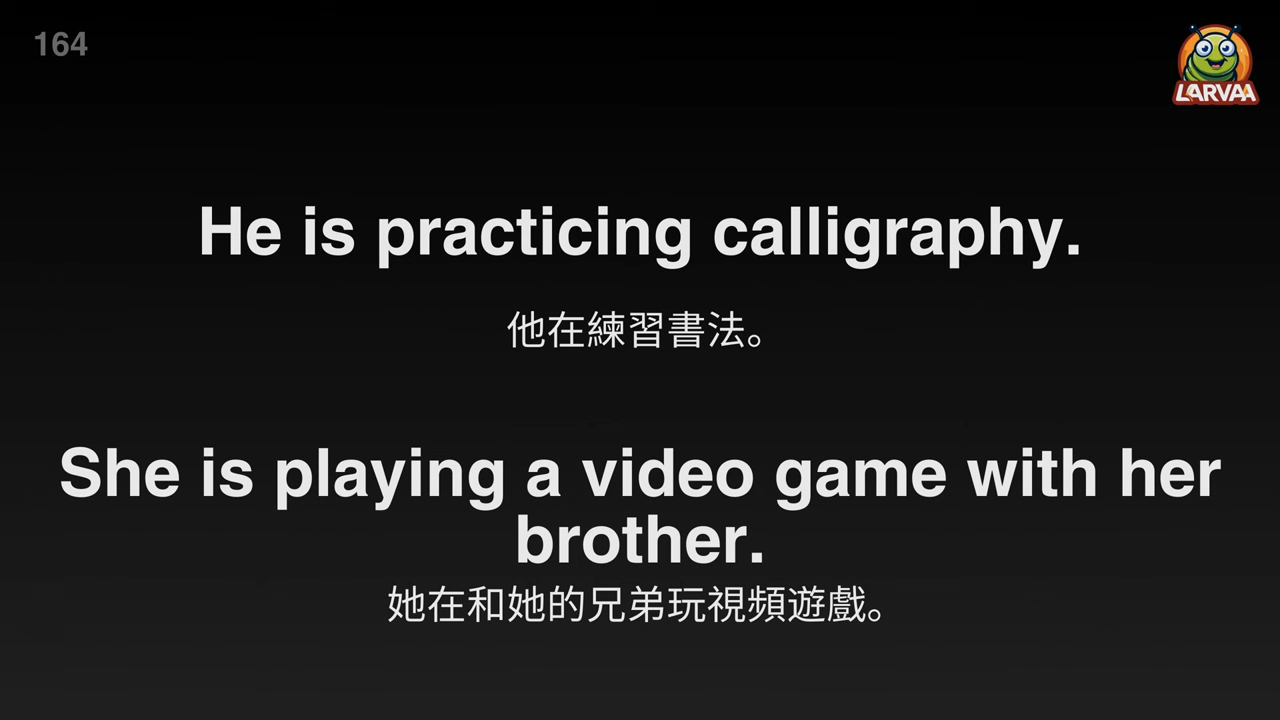 164
LARVAA
He is practicing calligraphy.
他在練習書法。
She is playing a video game with her
brother.
她在和她的兄弟玩視頻遊戲。